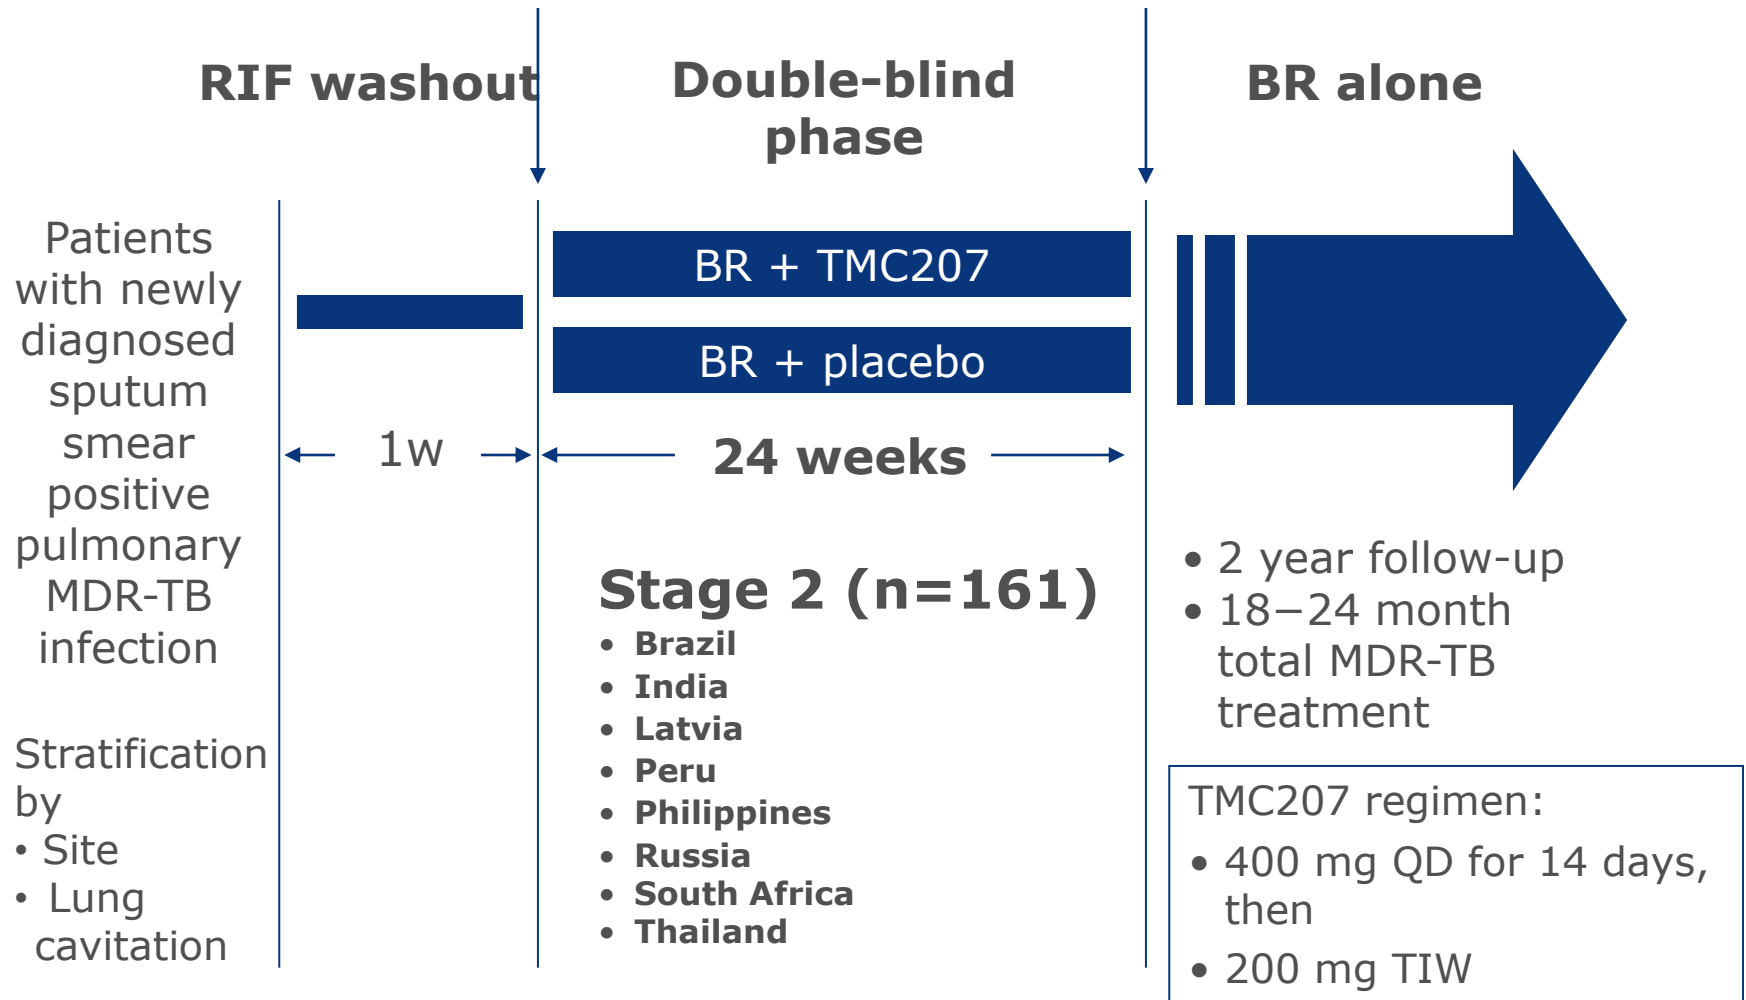 RIF washout
Double-blind
phase
BR alone
Patients
with newly
diagnosed
sputum
smear
positive
pulmonary
MDR-TB
infection
Stratification
by
• Site
• Lung
cavitation
1w
BR + TMC207
BR + placebo
24 weeks
Stage 2 (n=161)
• Brazil
• India
• Latvia
• Peru
• Philippines
• Russia
• South Africa
• Thailand
• 2 year follow-up
• 18−24 month
total MDR-TB
treatment
TMC207 regimen:
• 400 mg QD for 14 days,
then
• 200 mg TIW